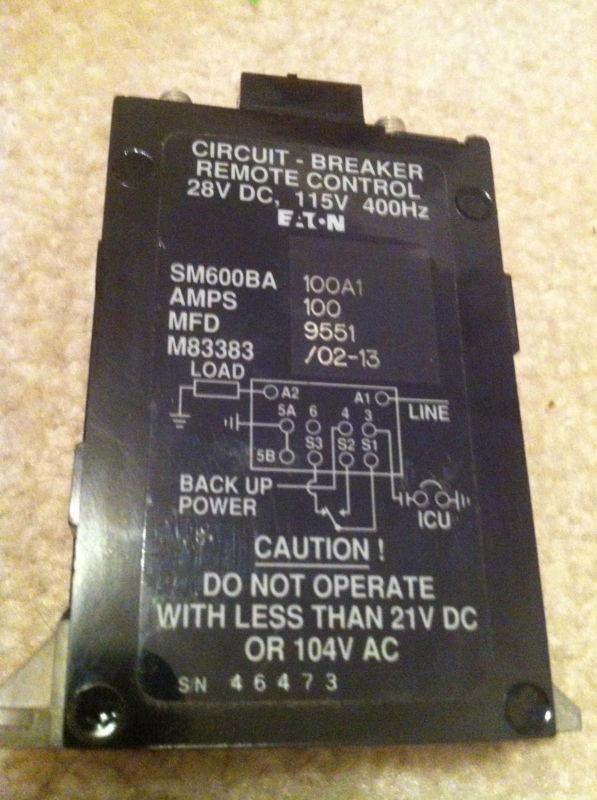 CIRCUIT - BREAKER
REMOTE CONTROL
28V DC, 115V 400Hz
EATON
SM600BA 100A1
AMPS 100
MFD 9551
M83383 /02-13
LOAD
A2 A1
LINE
5A 6 4 3
5B S3 S2 S1
BACK UP
POWER
ICU
CAUTION !
DO NOT OPERATE
WITH LESS THAN 21V DC
OR 104V AC
S/N 46473